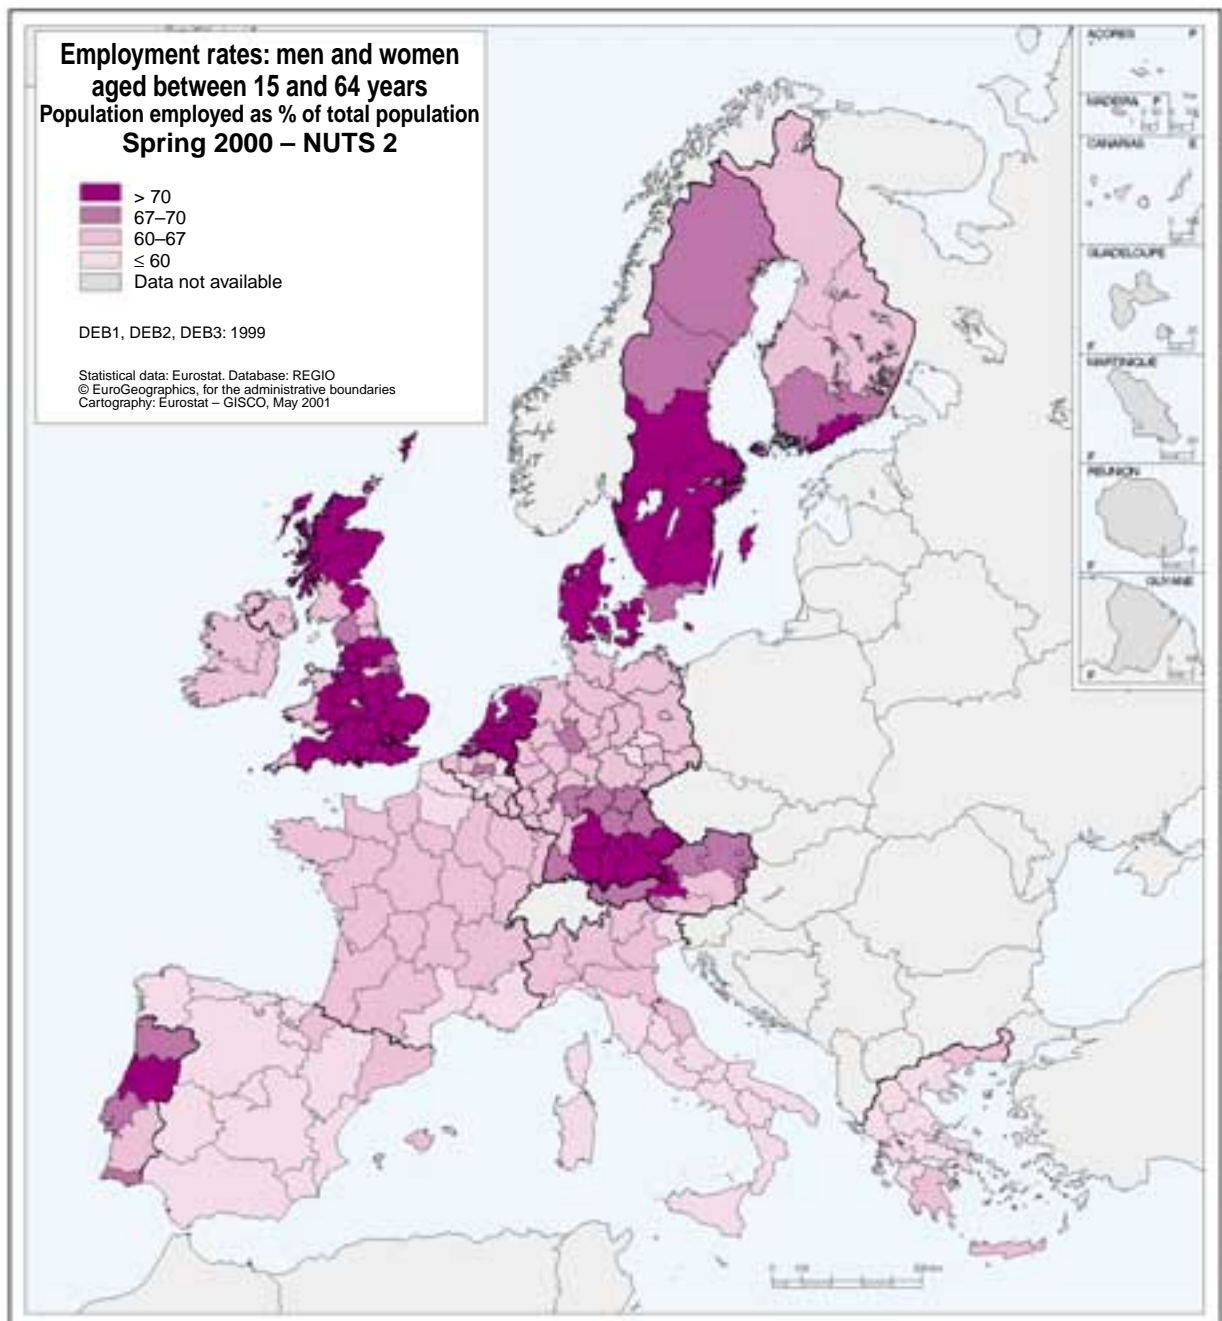 Employment rates: men and women
aged between 15 and 64 years
Population employed as % of total population
Spring 2000 – NUTS 2
> 70
67–70
60–67
≤ 60
Data not available
DEB1, DEB2, DEB3: 1999
Statistical data: Eurostat. Database: REGIO
© EuroGeographics, for the administrative boundaries
Cartography: Eurostat – GISCO, May 2001
AÇORES P
MADEIRA P
CANARIAS E
GUADELOUPE
F
MARTINIQUE
F
REUNION
F
GUYANE
F